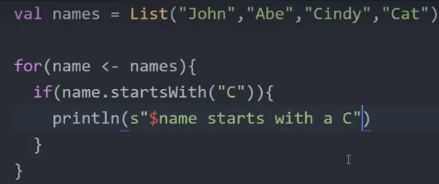 val names = List("John","Abe","Cindy","Cat")
for(name <- names){
if(name.startsWith("C")){
println(s"$name starts with a C")
}
}